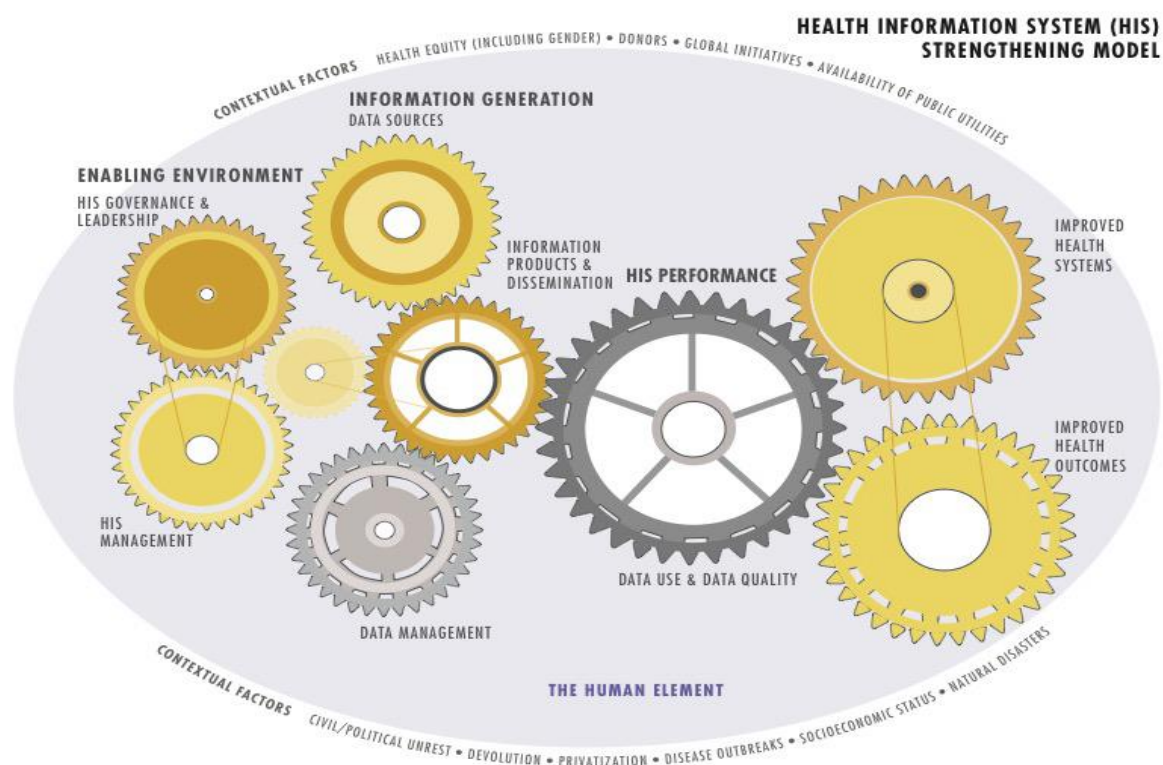 HEALTH INFORMATION SYSTEM (HIS)
STRENGTHENING MODEL
CONTEXTUAL FACTORS HEALTH EQUITY (INCLUDING GENDER) • DONORS • GLOBAL INITIATIVES • AVAILABILITY OF PUBLIC UTILITIES
INFORMATION GENERATION
DATA SOURCES
ENABLING ENVIRONMENT
HIS GOVERNANCE &
LEADERSHIP
INFORMATION
PRODUCTS &
DISSEMINATION
HIS PERFORMANCE
IMPROVED
HEALTH
SYSTEMS
IMPROVED
HEALTH
OUTCOMES
HIS
MANAGEMENT
DATA USE & DATA QUALITY
DATA MANAGEMENT
THE HUMAN ELEMENT
CONTEXTUAL FACTORS CIVIL/POLITICAL UNREST • DEVOLUTION • PRIVATIZATION • DISEASE OUTBREAKS • SOCIOECONOMIC STATUS • NATURAL DISASTERS